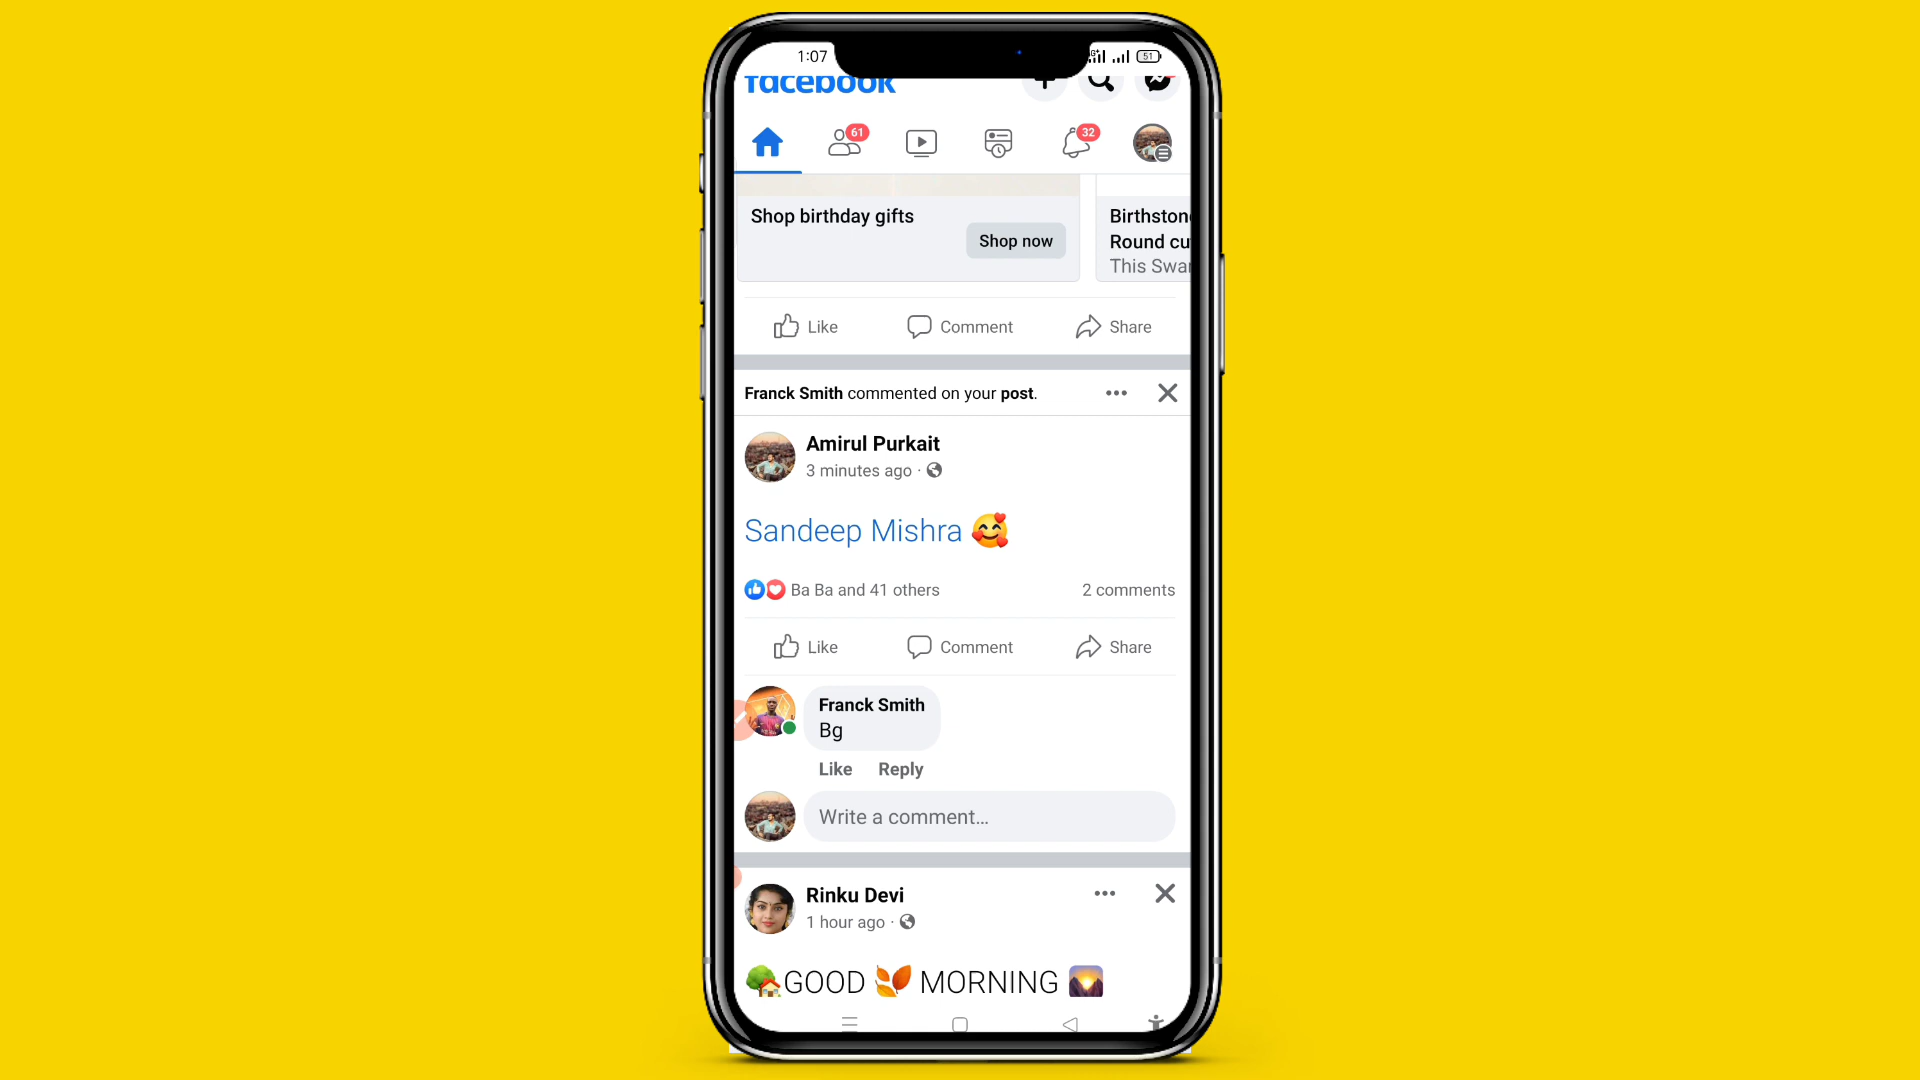 1:07
51
facebook
61
32
Shop birthday gifts
Shop now
Round cu
This Swa
Like
Comment
Share
Franck Smith commented on your post.
Amirul Purkait
3 minutes ago ·
Sandeep Mishra 🥰
Ba Ba and 41 others
2 comments
Like
Comment
Share
Franck Smith
Bg
Like
Reply
Write a comment...
Rinku Devi
1 hour ago ·
🏡GOOD 🍂 MORNING 🌄